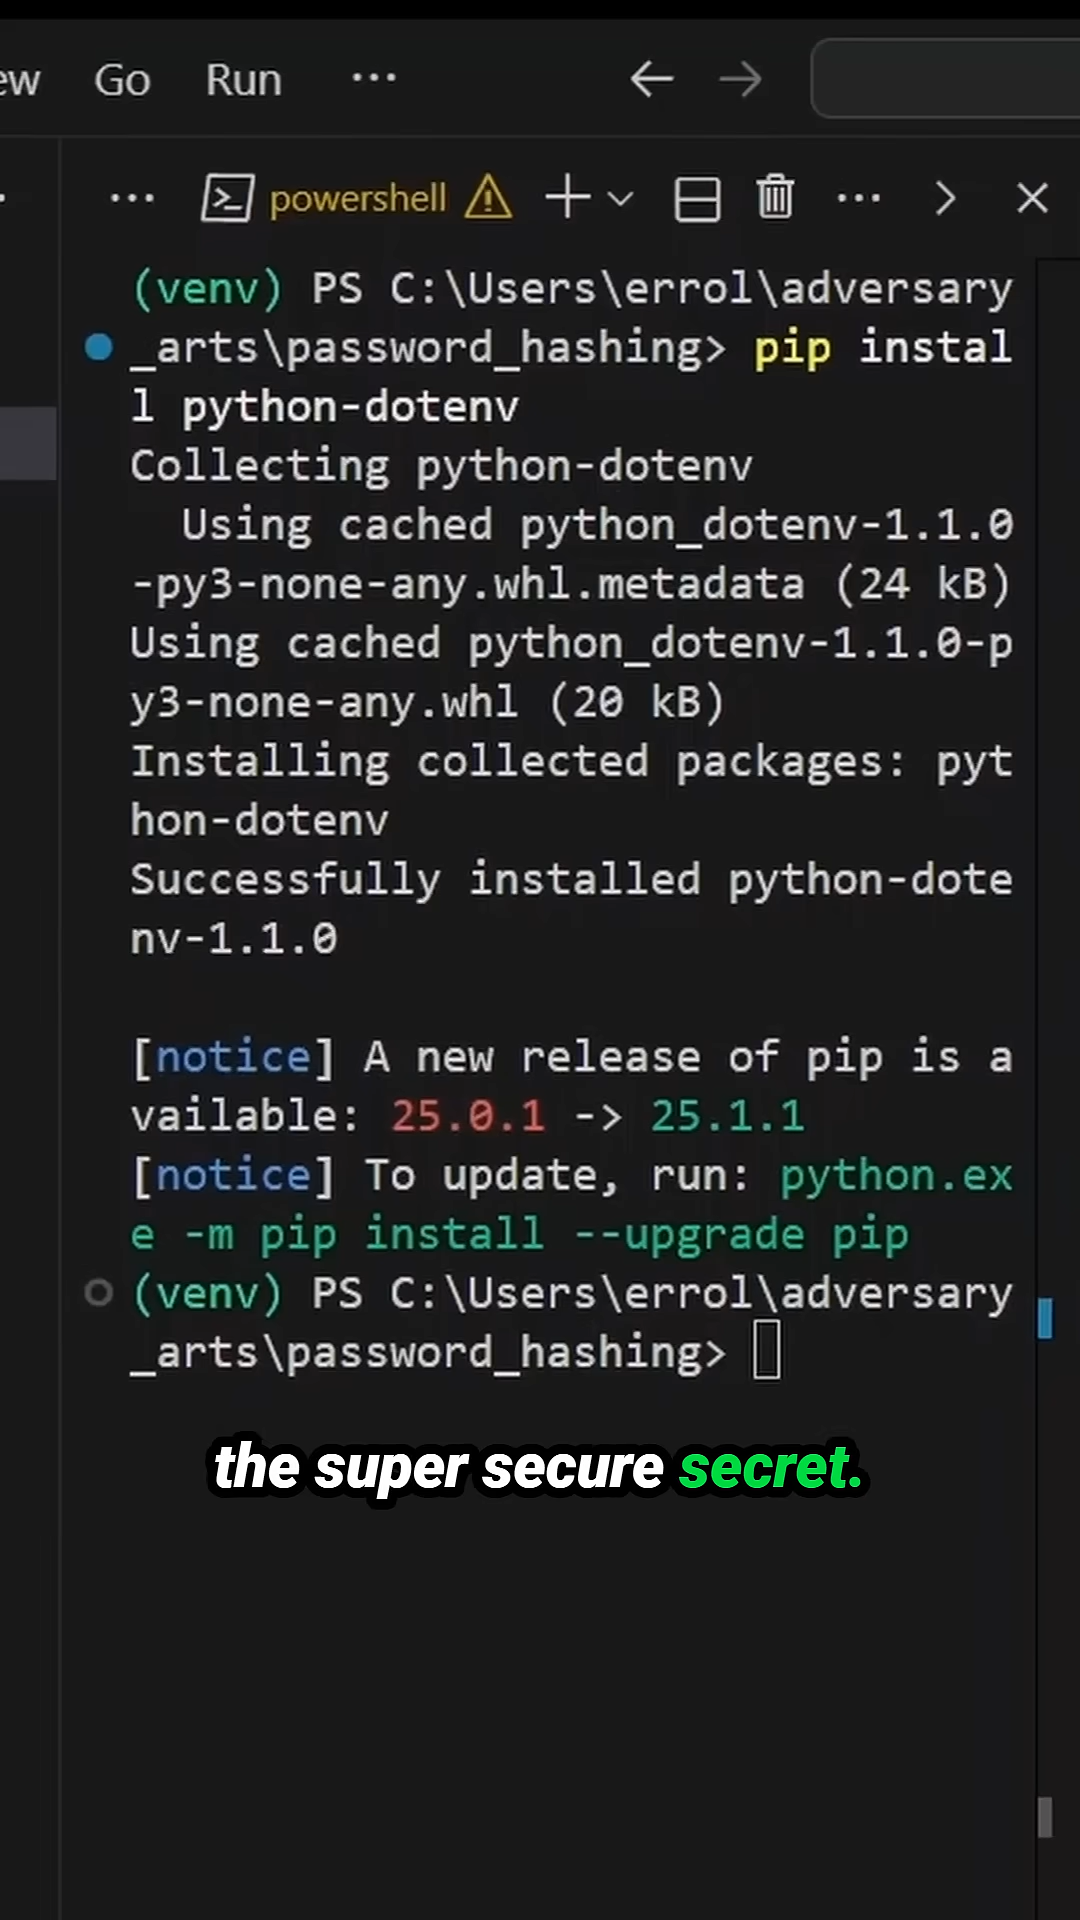 ew Go Run ...
... powershell
(venv) PS C:\Users\errol\adversary
_arts\password_hashing> pip instal
l python-dotenv
Collecting python-dotenv
  Using cached python_dotenv-1.1.0
-py3-none-any.whl.metadata (24 kB)
Using cached python_dotenv-1.1.0-p
y3-none-any.whl (20 kB)
Installing collected packages: pyt
hon-dotenv
Successfully installed python-dote
nv-1.1.0
[notice] A new release of pip is a
vailable: 25.0.1 -> 25.1.1
[notice] To update, run: python.ex
e -m pip install --upgrade pip
(venv) PS C:\Users\errol\adversary
_arts\password_hashing>
the super secure secret.